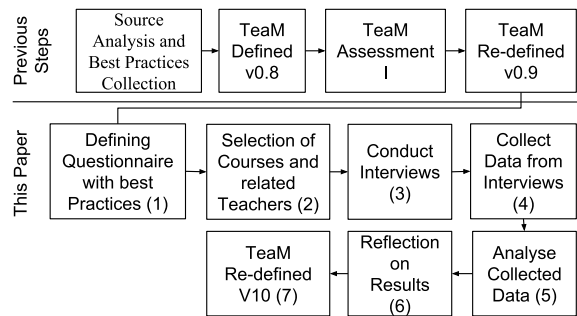 Previous
Steps
Source
Analysis and
Best Practices
Collection
TeaM
Defined
v0.8
TeaM
Assessment
I
TeaM
Re-defined
v0.9
This Paper
Defining
Questionnaire
with best
Practices (1)
Selection of
Courses and
related
Teachers (2)
Conduct
Interviews
(3)
Collect
Data from
Interviews
(4)
TeaM
Re-defined
V10 (7)
Reflection
on
Results
(6)
Analyse
Collected
Data (5)